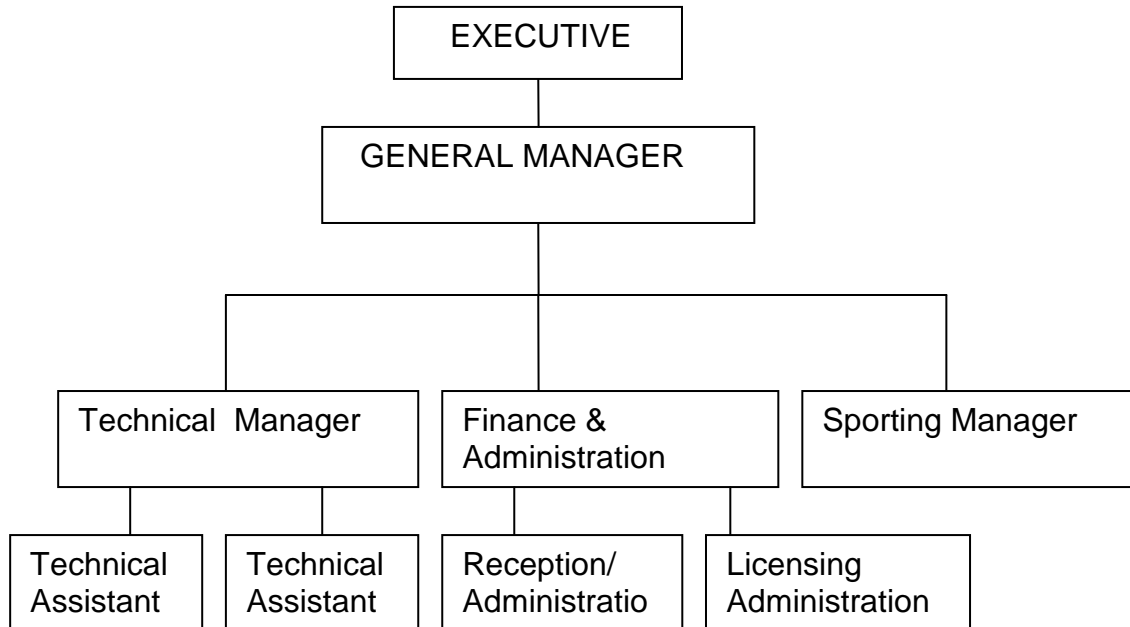 EXECUTIVE
GENERAL MANAGER
Technical Manager
Finance &
Administration
Sporting Manager
Technical
Assistant
Technical
Assistant
Reception/
Administratio
Licensing
Administration